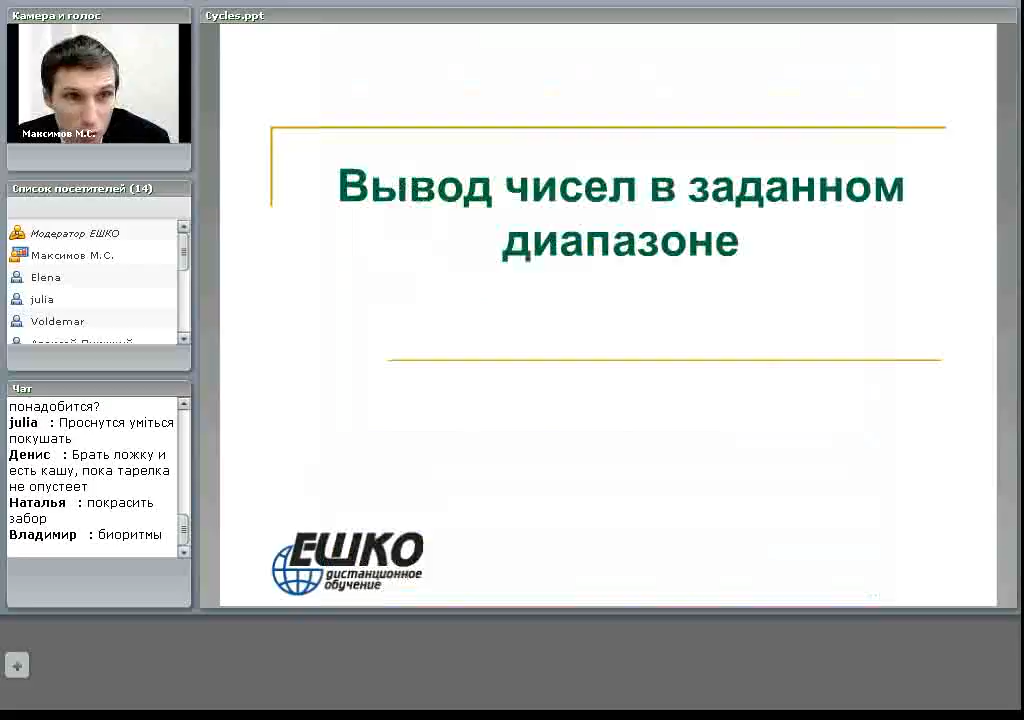 Камера и голос
Максимов М.С.
Список посетителей (14)
Модератор ЕШКО
Максимов М.С.
Elena
julia
Voldemar
Чат
понадобится?
julia : Проснутся умiться
покушать
Денис : Брать ложку и
есть кашу, пока тарелка
не опустеет
Наталья : покрасить
забор
Владимир : биоритмы
Cycles.ppt
Вывод чисел в заданном
диапазоне
ЕШКО
дистанционное
обучение